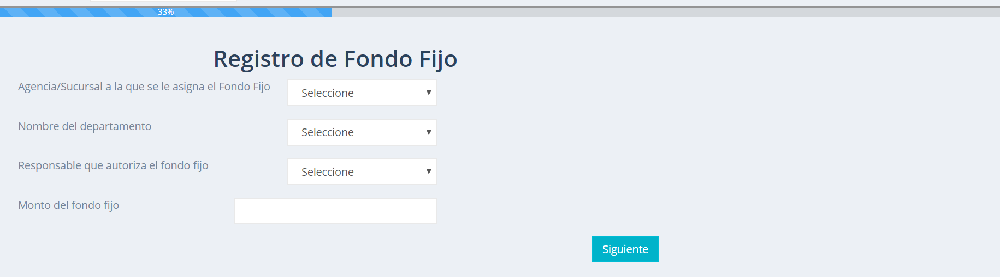 33%
Registro de Fondo Fijo
Agencia/Sucursal a la que se le asigna el Fondo Fijo Seleccione
Nombre del departamento Seleccione
Responsable que autoriza el fondo fijo Seleccione
Monto del fondo fijo
Siguiente